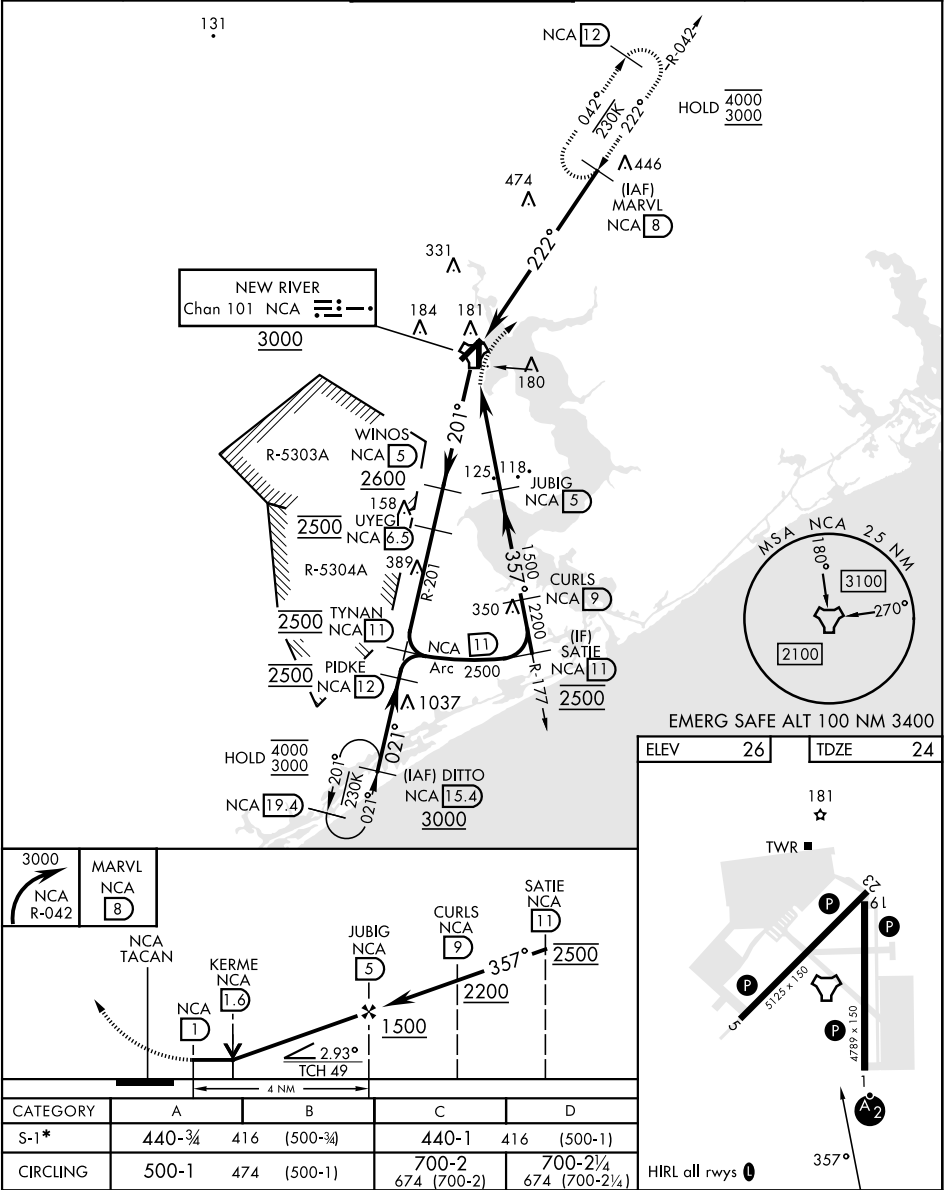 131
NCA 12
R-042
042°
230K
222°
HOLD 4000
3000
446
474
(IAF)
MARVL
NCA 8
222°
331
NEW RIVER
Chan 101 NCA
3000
184
181
180
201°
WINOS
NCA 5
2600
R-5303A
125
118
JUBIG
NCA 5
158
2500
UYEG
NCA 6.5
R-5304A
389
R-201
357°
1500
CURLS
NCA 9
350
2200
2500
TYNAN
NCA 11
NCA 11
Arc 2500
(IF)
SATIE
NCA 11
2500
R-177
2500
PIDKE
NCA 12
1037
021°
HOLD 4000
3000
201°
230K
021°
(IAF) DITTO
NCA 15.4
3000
NCA 19.4
MSA NCA 25 NM
180°
3100
270°
2100
EMERG SAFE ALT 100 NM 3400
ELEV 26
TDZE 24
181
TWR
23
19
P
P
P
P
5125 x 150
4789 x 150
5
1
A2
357°
HIRL all rwys L
3000
NCA
R-042
MARVL
NCA
8
NCA
TACAN
NCA
1
KERME
NCA
1.6
JUBIG
NCA
5
CURLS
NCA
9
SATIE
NCA
11
357°
2500
2200
1500
2.93°
TCH 49
4 NM
CATEGORY A B C D
S-1* 440-¾ 416 (500-¾) 440-1 416 (500-1)
CIRCLING 500-1 474 (500-1) 700-2 700-2¼
674 (700-2) 674 (700-2¼)